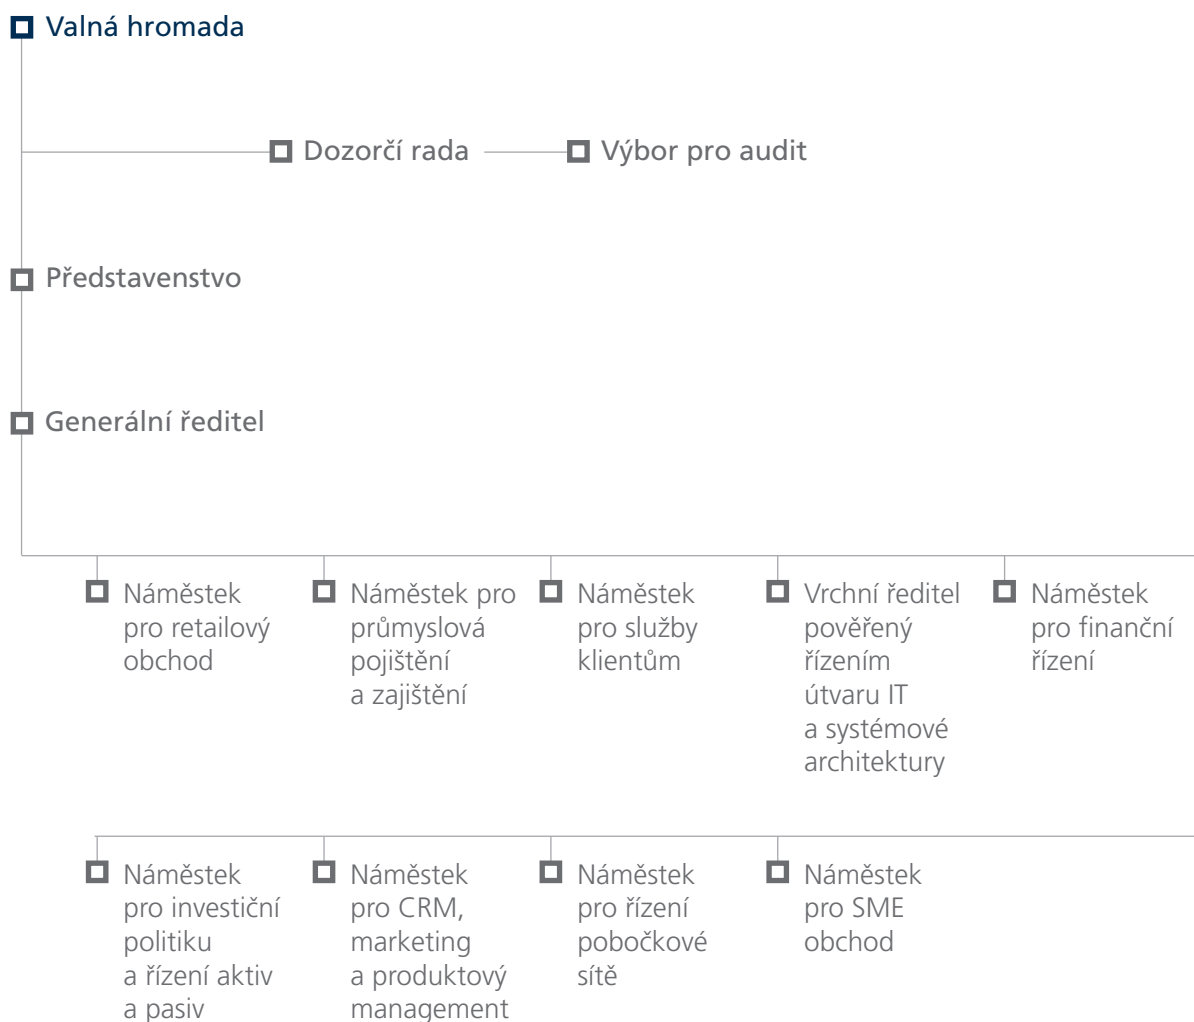 Valná hromada
Dozorčí rada
Výbor pro audit
Představenstvo
Generální ředitel
Náměstek
pro retailový
obchod
Náměstek pro
průmyslová
pojištění
a zajištění
Náměstek
pro služby
klientům
Vrchní ředitel
pověřený
řízením
útvaru IT
a systémové
architektury
Náměstek
pro finanční
řízení
Náměstek
pro investiční
politiku
a řízení aktiv
a pasiv
Náměstek
pro CRM,
marketing
a produktový
management
Náměstek
pro řízení
pobočkové
sítě
Náměstek
pro SME
obchod